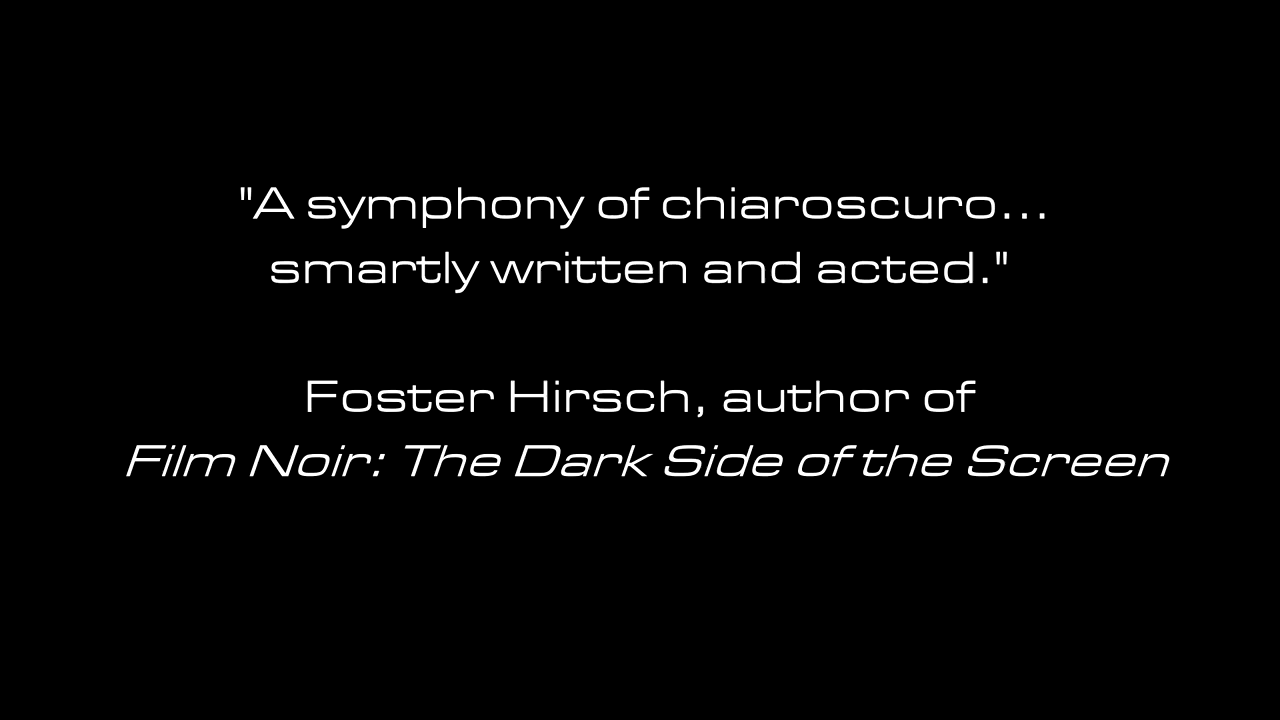 "A symphony of chiaroscuro...
smartly written and acted."
Foster Hirsch, author of
Film Noir: The Dark Side of the Screen